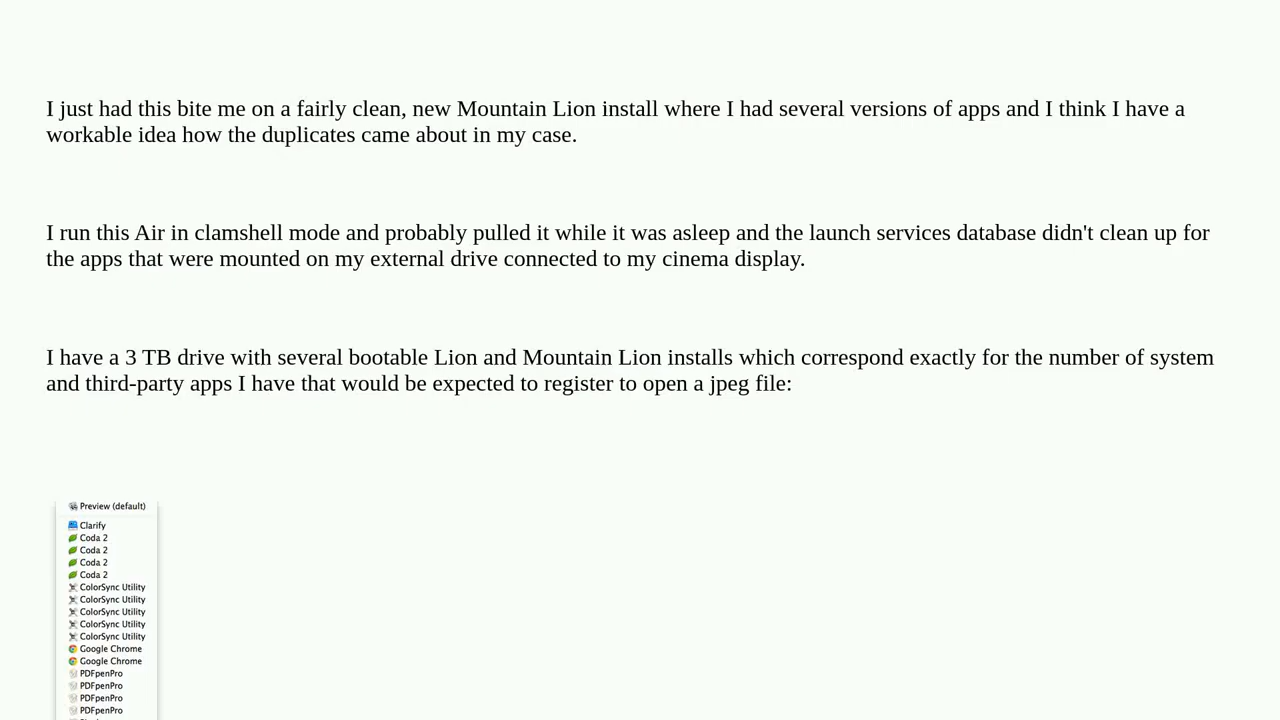 I just had this bite me on a fairly clean, new Mountain Lion install where I had several versions of apps and I think I have a
workable idea how the duplicates came about in my case.
I run this Air in clamshell mode and probably pulled it while it was asleep and the launch services database didn't clean up for
the apps that were mounted on my external drive connected to my cinema display.
I have a 3 TB drive with several bootable Lion and Mountain Lion installs which correspond exactly for the number of system
and third-party apps I have that would be expected to register to open a jpeg file:
Preview (default)
Clarify
Coda 2
Coda 2
Coda 2
Coda 2
ColorSync Utility
ColorSync Utility
ColorSync Utility
ColorSync Utility
ColorSync Utility
Google Chrome
Google Chrome
PDFpenPro
PDFpenPro
PDFpenPro
PDFpenPro